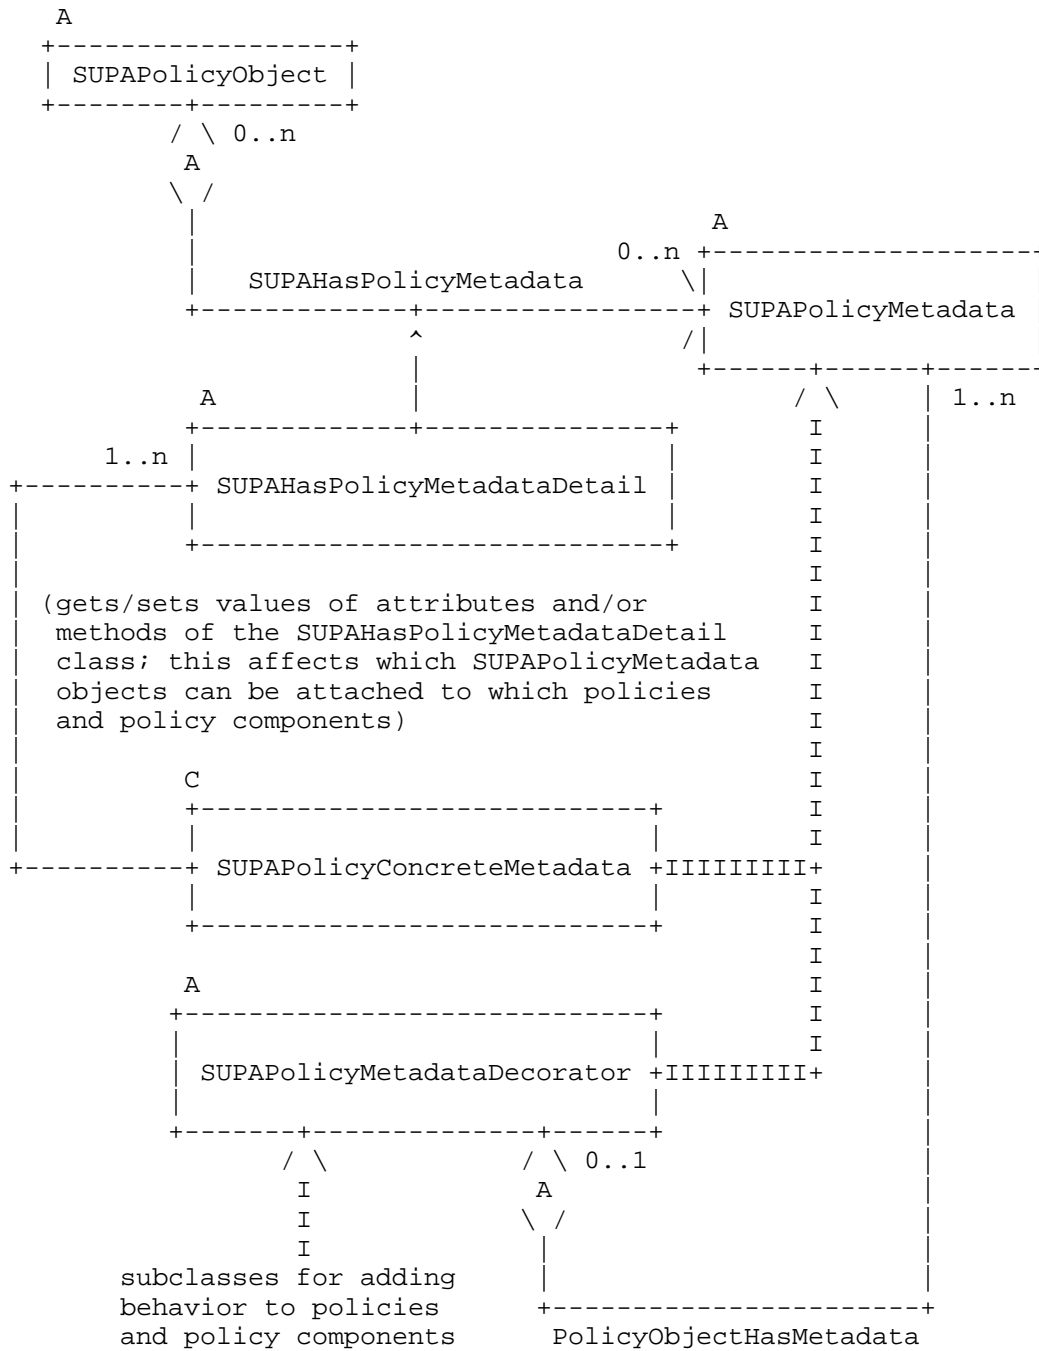 A
SUPAPolicyObject
0..n
A
A
0..n
SUPAHasPolicyMetadata
SUPAPolicyMetadata
A
1..n
1..n
SUPAHasPolicyMetadataDetail
(gets/sets values of attributes and/or
methods of the SUPAHasPolicyMetadataDetail
class; this affects which SUPAPolicyMetadata
objects can be attached to which policies
and policy components)
C
SUPAPolicyConcreteMetadata
A
SUPAPolicyMetadataDecorator
0..1
A
subclasses for adding
behavior to policies
and policy components
PolicyObjectHasMetadata